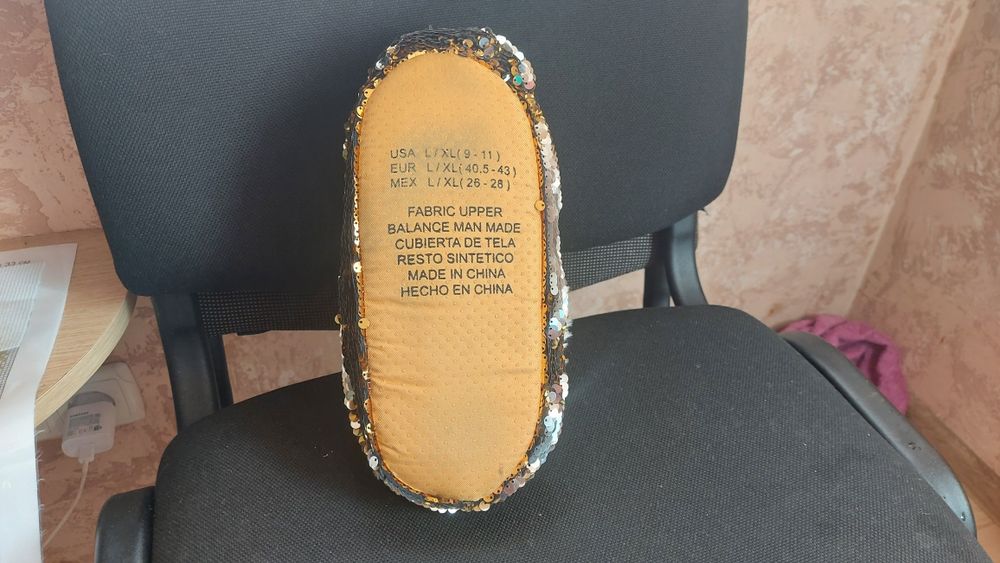 USA L/XL(9-11)
EUR L/XL(40.5-43)
MEX L/XL(26-28)
FABRIC UPPER
BALANCE MAN MADE
CUBIERTA DE TELA
RESTO SINTETICO
MADE IN CHINA
HECHO EN CHINA